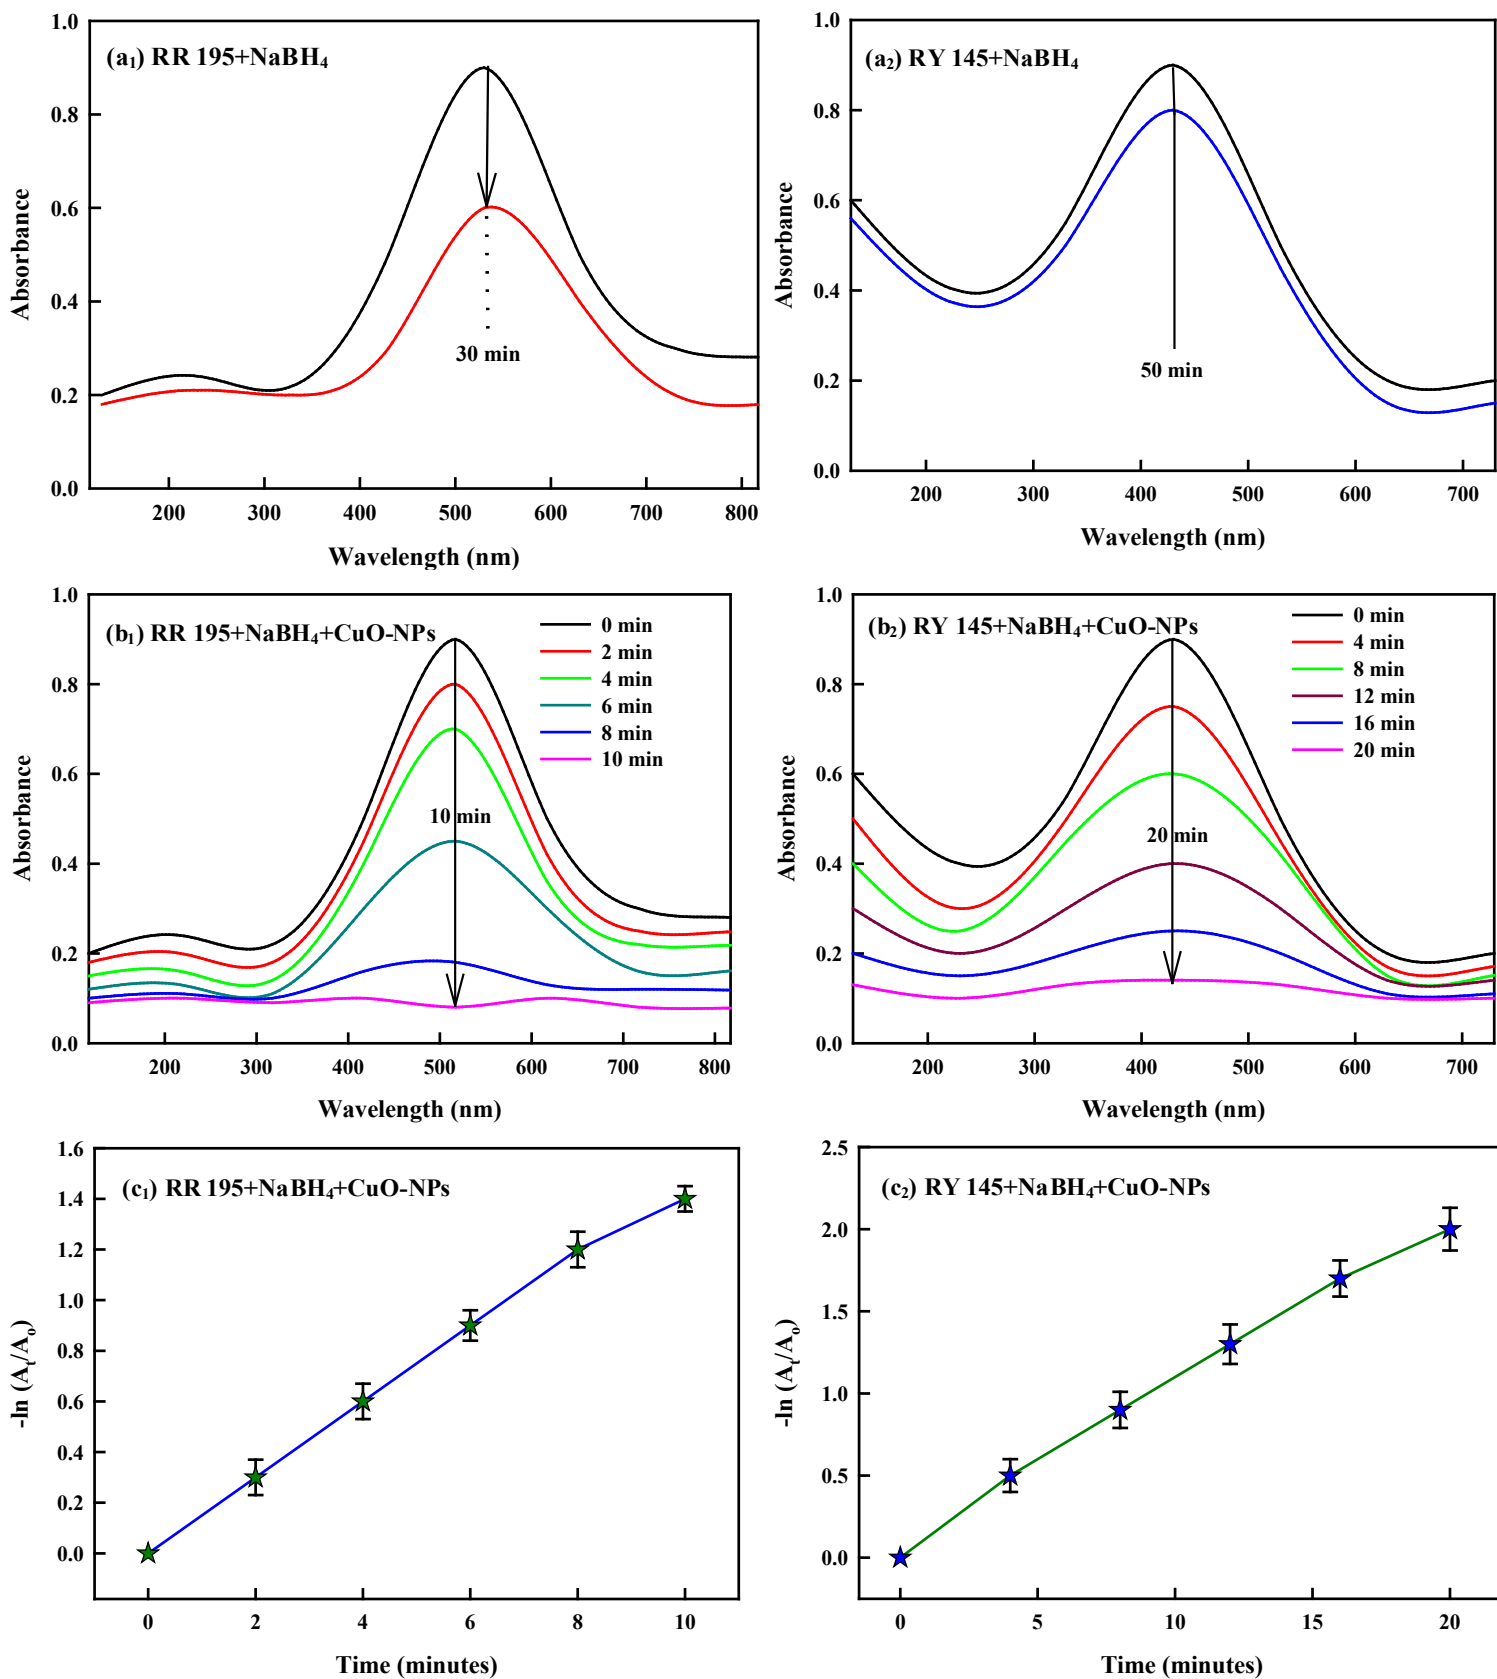 (a₁) RR 195+NaBH₄
1.0
0.8
0.6
0.4
0.2
0.0
Absorbance
30 min
200 300 400 500 600 700 800
Wavelength (nm)
(a₂) RY 145+NaBH₄
1.0
0.8
0.6
0.4
0.2
0.0
Absorbance
50 min
200 300 400 500 600 700
Wavelength (nm)
(b₁) RR 195+NaBH₄+CuO-NPs
1.0
0.8
0.6
0.4
0.2
0.0
Absorbance
0 min
2 min
4 min
6 min
8 min
10 min
10 min
200 300 400 500 600 700 800
Wavelength (nm)
(b₂) RY 145+NaBH₄+CuO-NPs
1.0
0.8
0.6
0.4
0.2
0.0
Absorbance
0 min
4 min
8 min
12 min
16 min
20 min
20 min
200 300 400 500 600 700
Wavelength (nm)
(c₁) RR 195+NaBH₄+CuO-NPs
1.6
1.4
1.2
1.0
0.8
0.6
0.4
0.2
0.0
-ln (Aₜ/Aₒ)
0 2 4 6 8 10
Time (minutes)
(c₂) RY 145+NaBH₄+CuO-NPs
2.5
2.0
1.5
1.0
0.5
0.0
-ln (Aₜ/Aₒ)
0 5 10 15 20
Time (minutes)